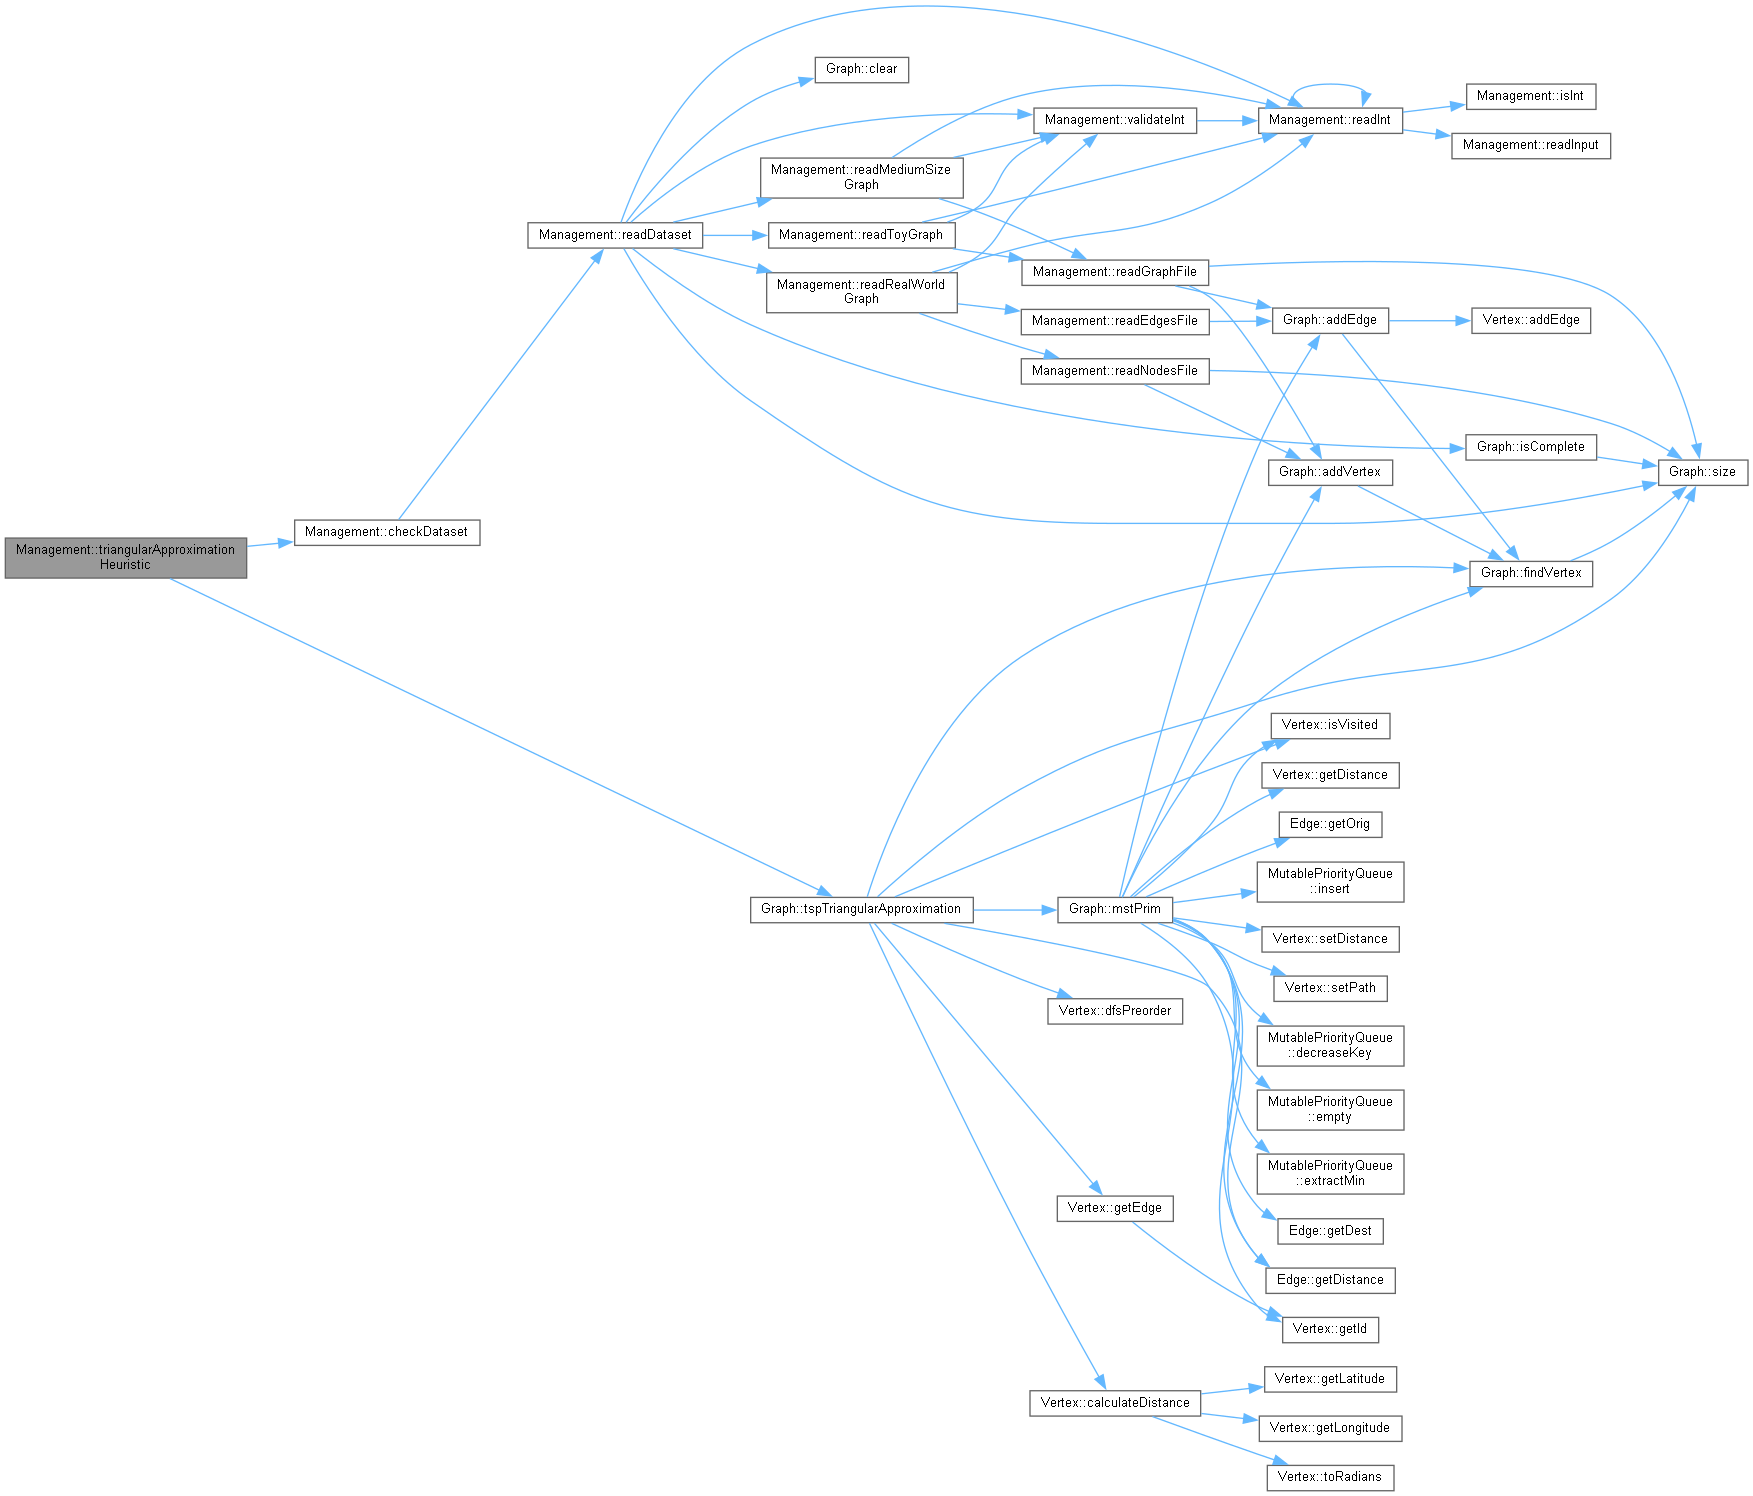 Management::triangularApproximation
Heuristic
Management::checkDataset
Management::readDataset
Graph::clear
Management::validateInt
Management::readInt
Management::isInt
Management::readInput
Management::readMediumSize
Graph
Management::readToyGraph
Management::readRealWorld
Graph
Management::readGraphFile
Management::readEdgesFile
Management::readNodesFile
Graph::addEdge
Vertex::addEdge
Graph::isComplete
Graph::addVertex
Graph::size
Graph::findVertex
Graph::tspTriangularApproximation
Graph::mstPrim
Vertex::isVisited
Vertex::getDistance
Edge::getOrig
MutablePriorityQueue
::insert
Vertex::setDistance
Vertex::setPath
Vertex::dfsPreorder
MutablePriorityQueue
::decreaseKey
MutablePriorityQueue
::empty
MutablePriorityQueue
::extractMin
Vertex::getEdge
Edge::getDest
Edge::getDistance
Vertex::getId
Vertex::calculateDistance
Vertex::getLatitude
Vertex::getLongitude
Vertex::toRadians